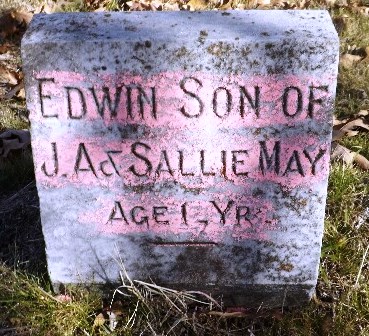 EDWIN SON OF
J. A & SALLIE MAY
AGE 1 YR.